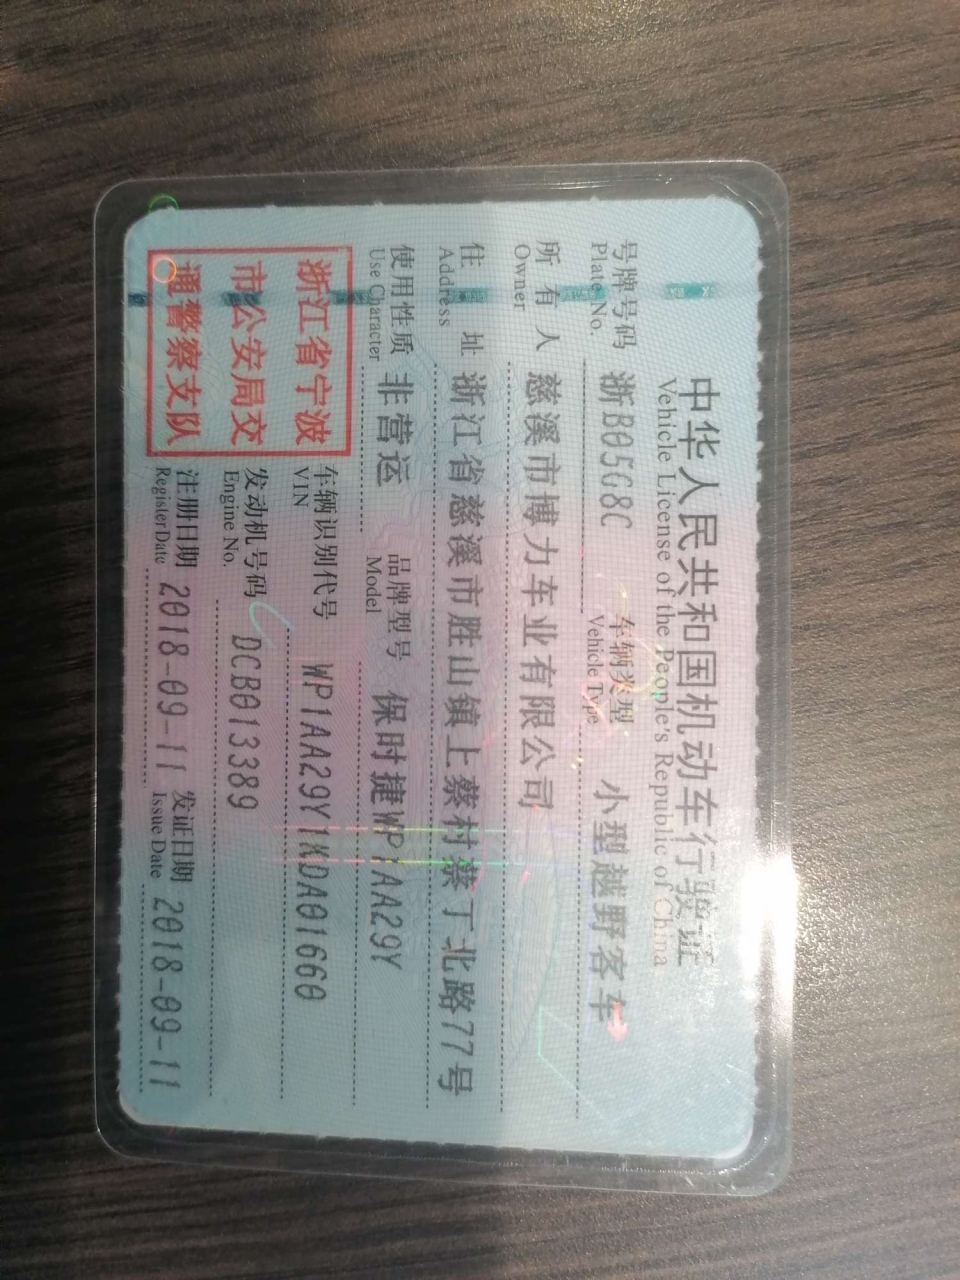 中华人民共和国机动车行驶证
Vehicle License of the People's Republic of China
号牌号码 浙B05G8C 车辆类型 小型越野客车
Plate No. Vehicle Type
所有人 慈溪市博力车业有限公司
Owner
住址 浙江省慈溪市胜山镇上蔡村蔡丁北路77号
Address
使用性质 非营运 品牌型号 保时捷WP1AA29Y
Use Character Model
浙江省宁波
市公安局交
通警察支队
车辆识别代号 WP1AA29Y1KDA01660
VIN
发动机号码 DCB013389
Engine No.
注册日期 2018-09-11 发证日期 2018-09-11
Register Date Issue Date